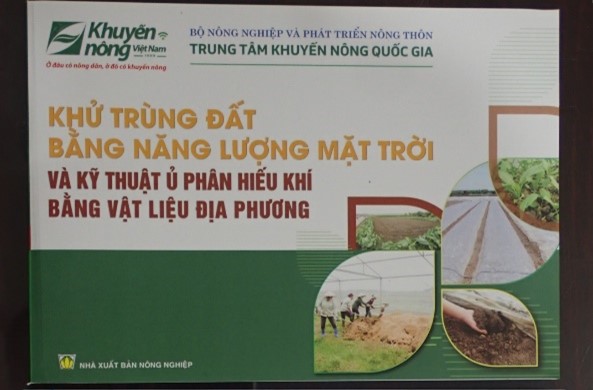 Khuyến
nông
Việt Nam
Ở đâu có nông dân, ở đó có khuyến nông
BỘ NÔNG NGHIỆP VÀ PHÁT TRIỂN NÔNG THÔN
TRUNG TÂM KHUYẾN NÔNG QUỐC GIA
KHỬ TRÙNG ĐẤT
BẰNG NĂNG LƯỢNG MẶT TRỜI
VÀ KỸ THUẬT Ủ PHÂN HIẾU KHÍ
BẰNG VẬT LIỆU ĐỊA PHƯƠNG
NHÀ XUẤT BẢN NÔNG NGHIỆP